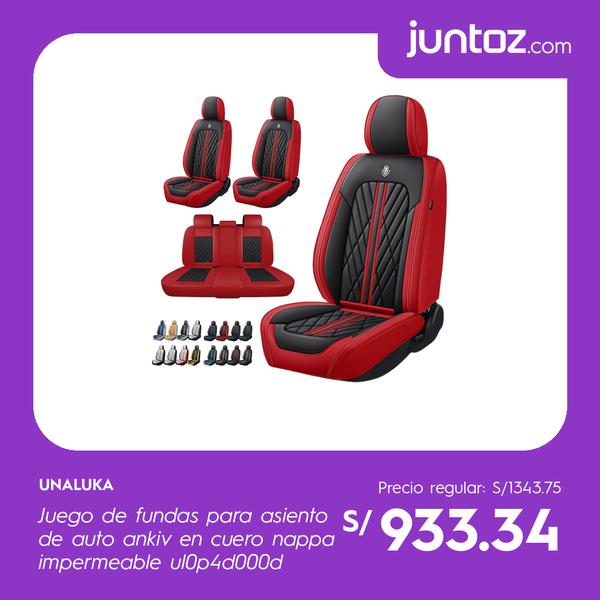 juntoz.com
UNALUKA
Juego de fundas para asiento
de auto ankiv en cuero nappa
impermeable ul0p4d000d
Precio regular: S/1343.75
S/ 933.34